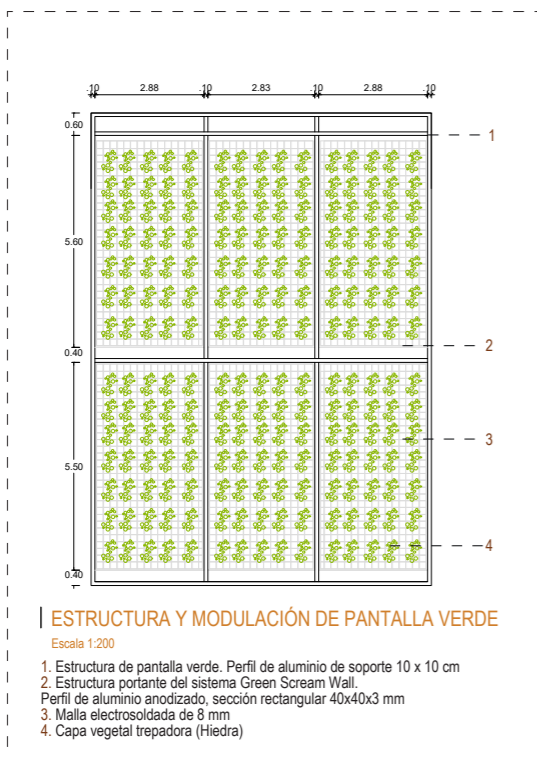 .10 2.88 .10 2.83 .10 2.88 .10
0.60
1
5.60
2
0.40
3
5.50
4
0.40
ESTRUCTURA Y MODULACIÓN DE PANTALLA VERDE
Escala 1:200
1. Estructura de pantalla verde. Perfil de aluminio de soporte 10 x 10 cm
2. Estructura portante del sistema Green Scream Wall.
Perfil de aluminio anodizado, sección rectangular 40x40x3 mm
3. Malla electrosoldada de 8 mm
4. Capa vegetal trepadora (Hiedra)